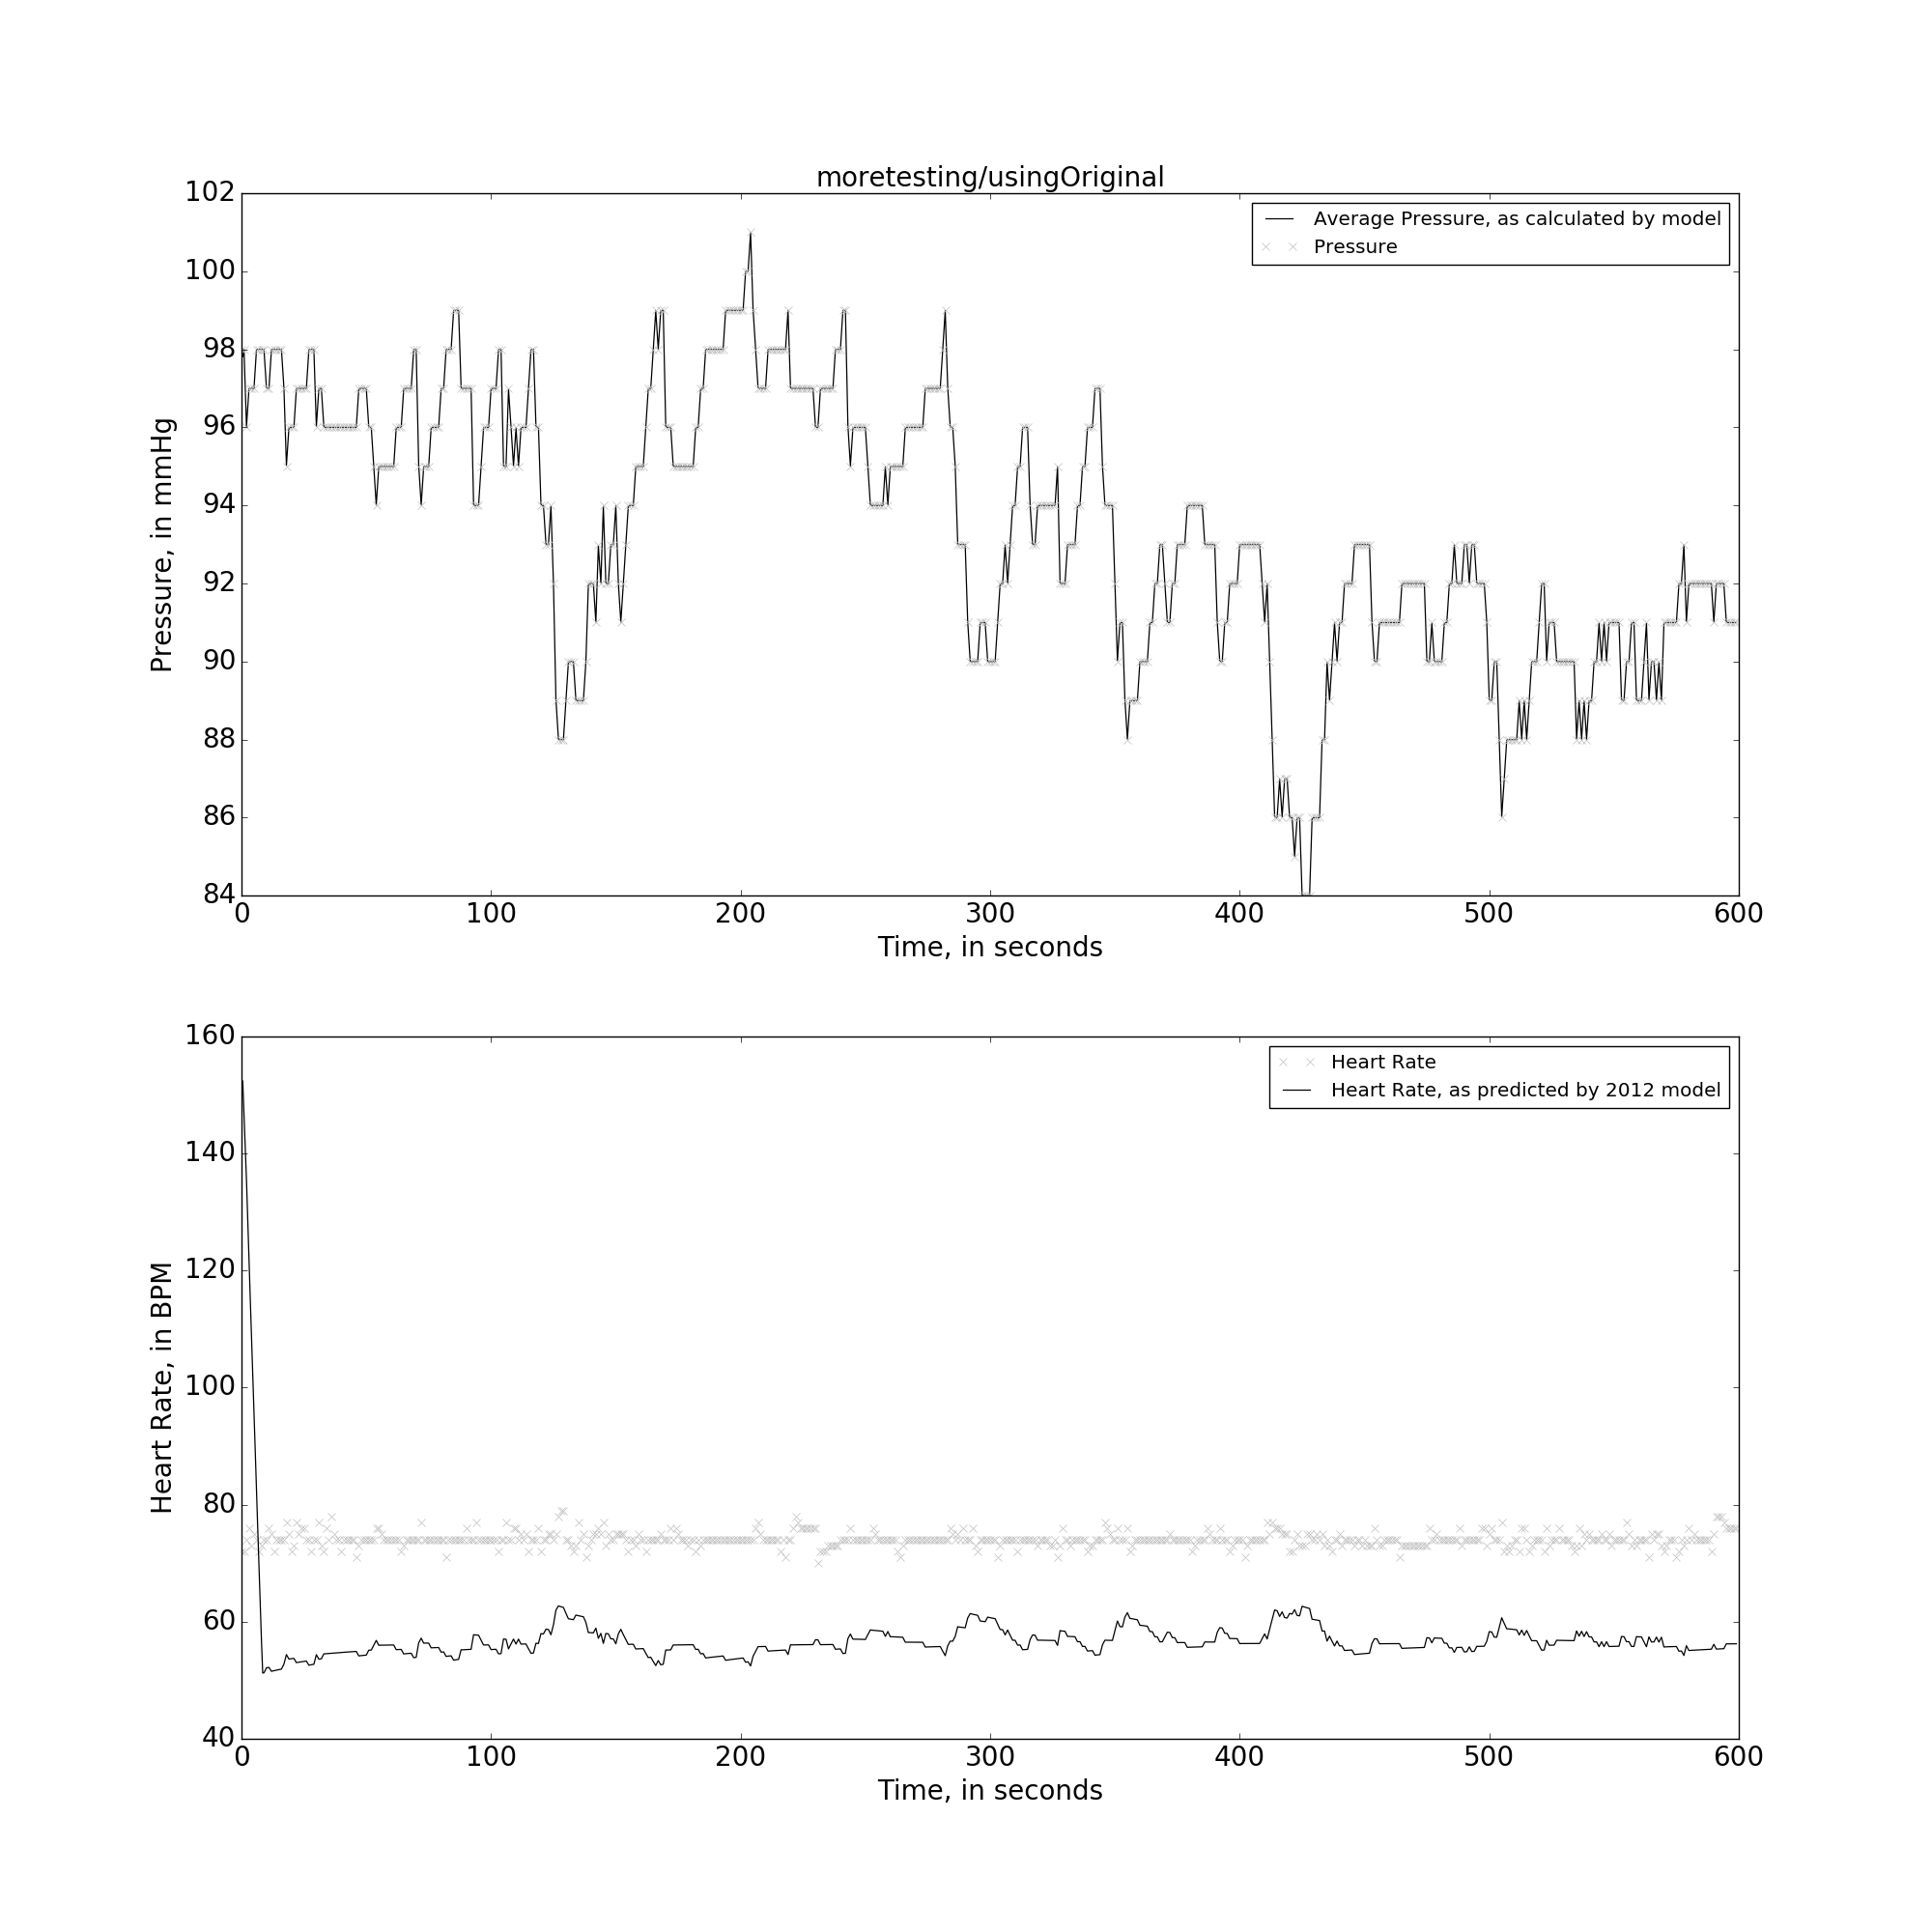 moretesting/usingOriginal
102
100
98
96
94
92
90
88
86
84
Pressure, in mmHg
Average Pressure, as calculated by model
Pressure
0 100 200 300 400 500 600
Time, in seconds
160
140
120
100
80
60
40
Heart Rate, in BPM
Heart Rate
Heart Rate, as predicted by 2012 model
0 100 200 300 400 500 600
Time, in seconds